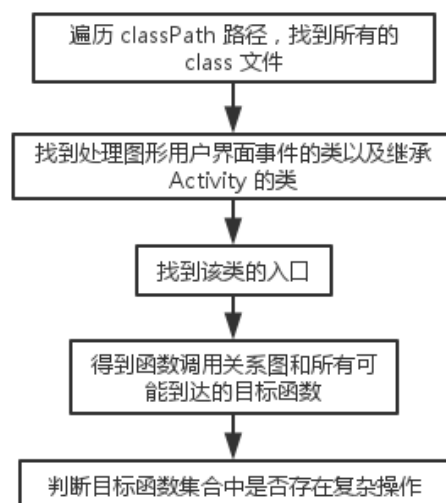 遍历 classPath 路径，找到所有的
class 文件
找到处理图形用户界面事件的类以及继承
Activity 的类
找到该类的入口
得到函数调用关系图和所有可
能到达的目标函数
判断目标函数集合中是否存在复杂操作